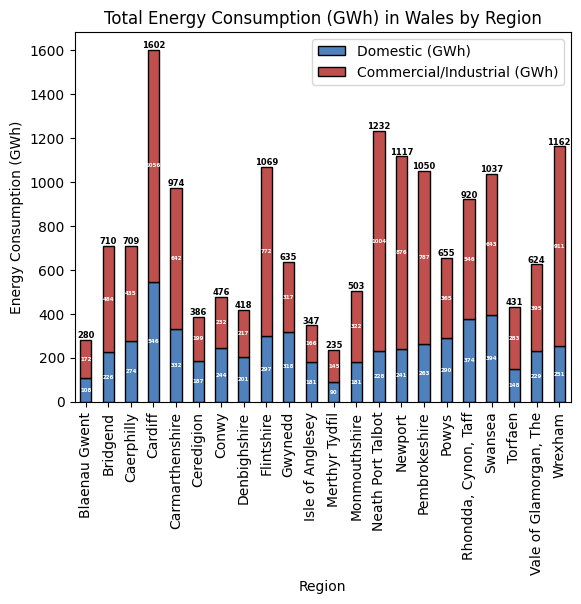 Total Energy Consumption (GWh) in Wales by Region
Domestic (GWh)
Commercial/Industrial (GWh)
Energy Consumption (GWh)
1600
1400
1200
1000
800
600
400
200
0
280
172
108
710
484
226
709
435
274
1602
1056
546
974
642
332
386
199
187
476
232
244
418
217
201
1069
772
297
635
317
318
347
166
181
235
145
90
503
322
181
1232
1004
228
1117
876
241
1050
787
263
655
365
290
920
546
374
1037
643
394
431
283
148
624
395
229
1162
911
251
Blaenau Gwent
Bridgend
Caerphilly
Cardiff
Carmarthenshire
Ceredigion
Conwy
Denbighshire
Flintshire
Gwynedd
Isle of Anglesey
Merthyr Tydfil
Monmouthshire
Neath Port Talbot
Newport
Pembrokeshire
Powys
Rhondda, Cynon, Taff
Swansea
Torfaen
Vale of Glamorgan, The
Wrexham
Region